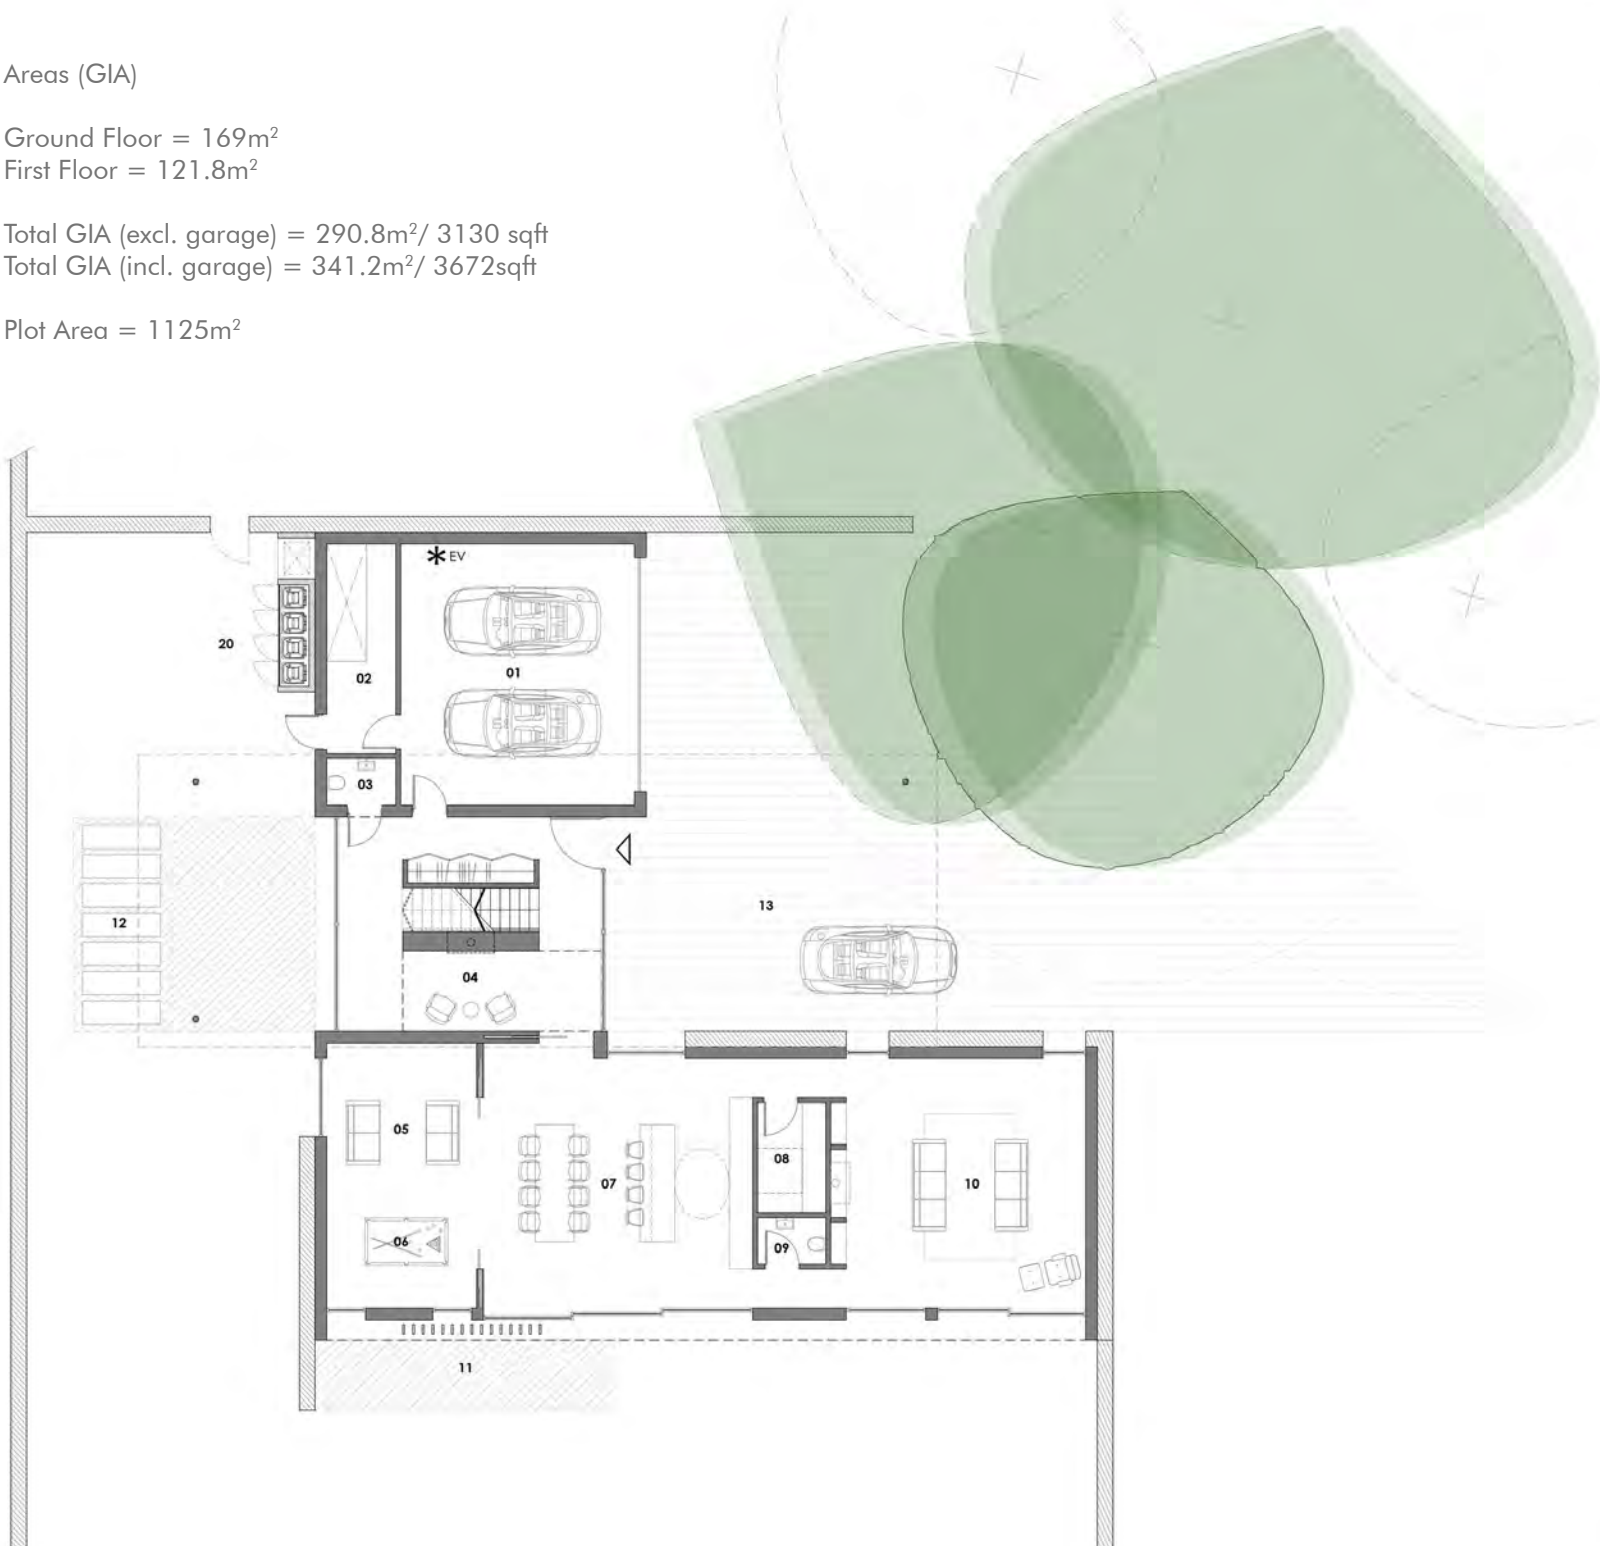 Areas (GIA)
Ground Floor = 169m²
First Floor = 121.8m²
Total GIA (excl. garage) = 290.8m²/ 3130 sqft
Total GIA (incl. garage) = 341.2m²/ 3672sqft
Plot Area = 1125m²
EV
20
02
01
03
12
13
04
05
08
07
10
06
09
11